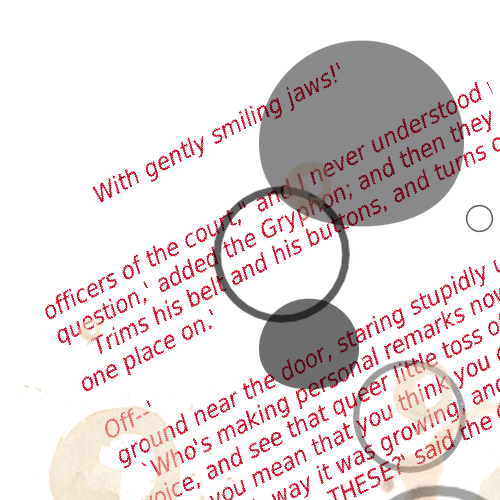 With gently smiling jaws!'
officers of the court," and I never understood
question,' added the Gryphon; and then they
Trims his belt and his buttons, and turns
one place on.'
Off--'
ground near the door, staring stupidly
'Who's making personal remarks now
voice, and see that queer little toss of
you mean that you think you
way it was growing, and
THESE?' said the